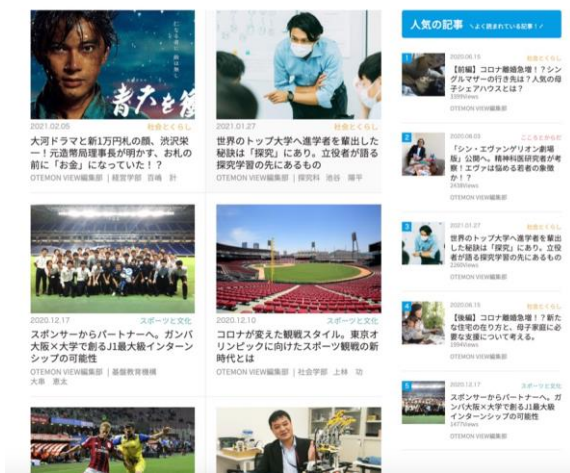 青天を衝
2021.02.05 社会とくらし
大河ドラマと新1万円札の顔、渋沢栄
一！元造幣局理事長が明かす、お札の
前に「お金」になっていた！？
OTEMON VIEW編集部 | 経営学部 百嶋 計
2021.01.27 社会とくらし
世界のトップ大学へ進学者を輩出した
秘訣は「探究」にあり。立役者が語る
探究学習の先にあるもの
OTEMON VIEW編集部 | 探究科 池谷 陽平
2020.12.17 スポーツと文化
スポンサーからパートナーへ。ガンバ
大阪×大学で創るJ1最大級インターン
シップの可能性
OTEMON VIEW編集部 | 基盤教育機構
大串 恵太
2020.12.10 スポーツと文化
コロナが変えた観戦スタイル。東京オ
リンピックに向けたスポーツ観戦の新
時代とは
OTEMON VIEW編集部 | 社会学部 上林 功
人気の記事 ＼よく読まれている記事！／
1
2020.06.15 社会とくらし
【前編】コロナ離婚急増！？シン
グルマザーの行き先は？人気の母
子シェアハウスとは？
OTEMON VIEW編集部
2
2020.06.03 こころとからだ
「シン・エヴァンゲリオン劇場
版」公開へ。精神科医研究者が考
察！エヴァは悩める若者の象徴
か！？
2438Views
OTEMON VIEW編集部
3
2021.01.27 社会とくらし
世界のトップ大学へ進学者を輩出
した秘訣は「探究」にあり。立役
者が語る探究学習の先にあるもの
OTEMON VIEW編集部
4
2020.06.15 社会とくらし
【後編】コロナ離婚急増！？新た
な住宅の在り方と、母子家庭に必
要な支援について考える。
OTEMON VIEW編集部
5
2020.12.17 スポーツと文化
スポンサーからパートナーへ。ガ
ンバ大阪×大学で創るJ1最大級
インターンシップの可能性
1477Views
OTEMON VIEW編集部